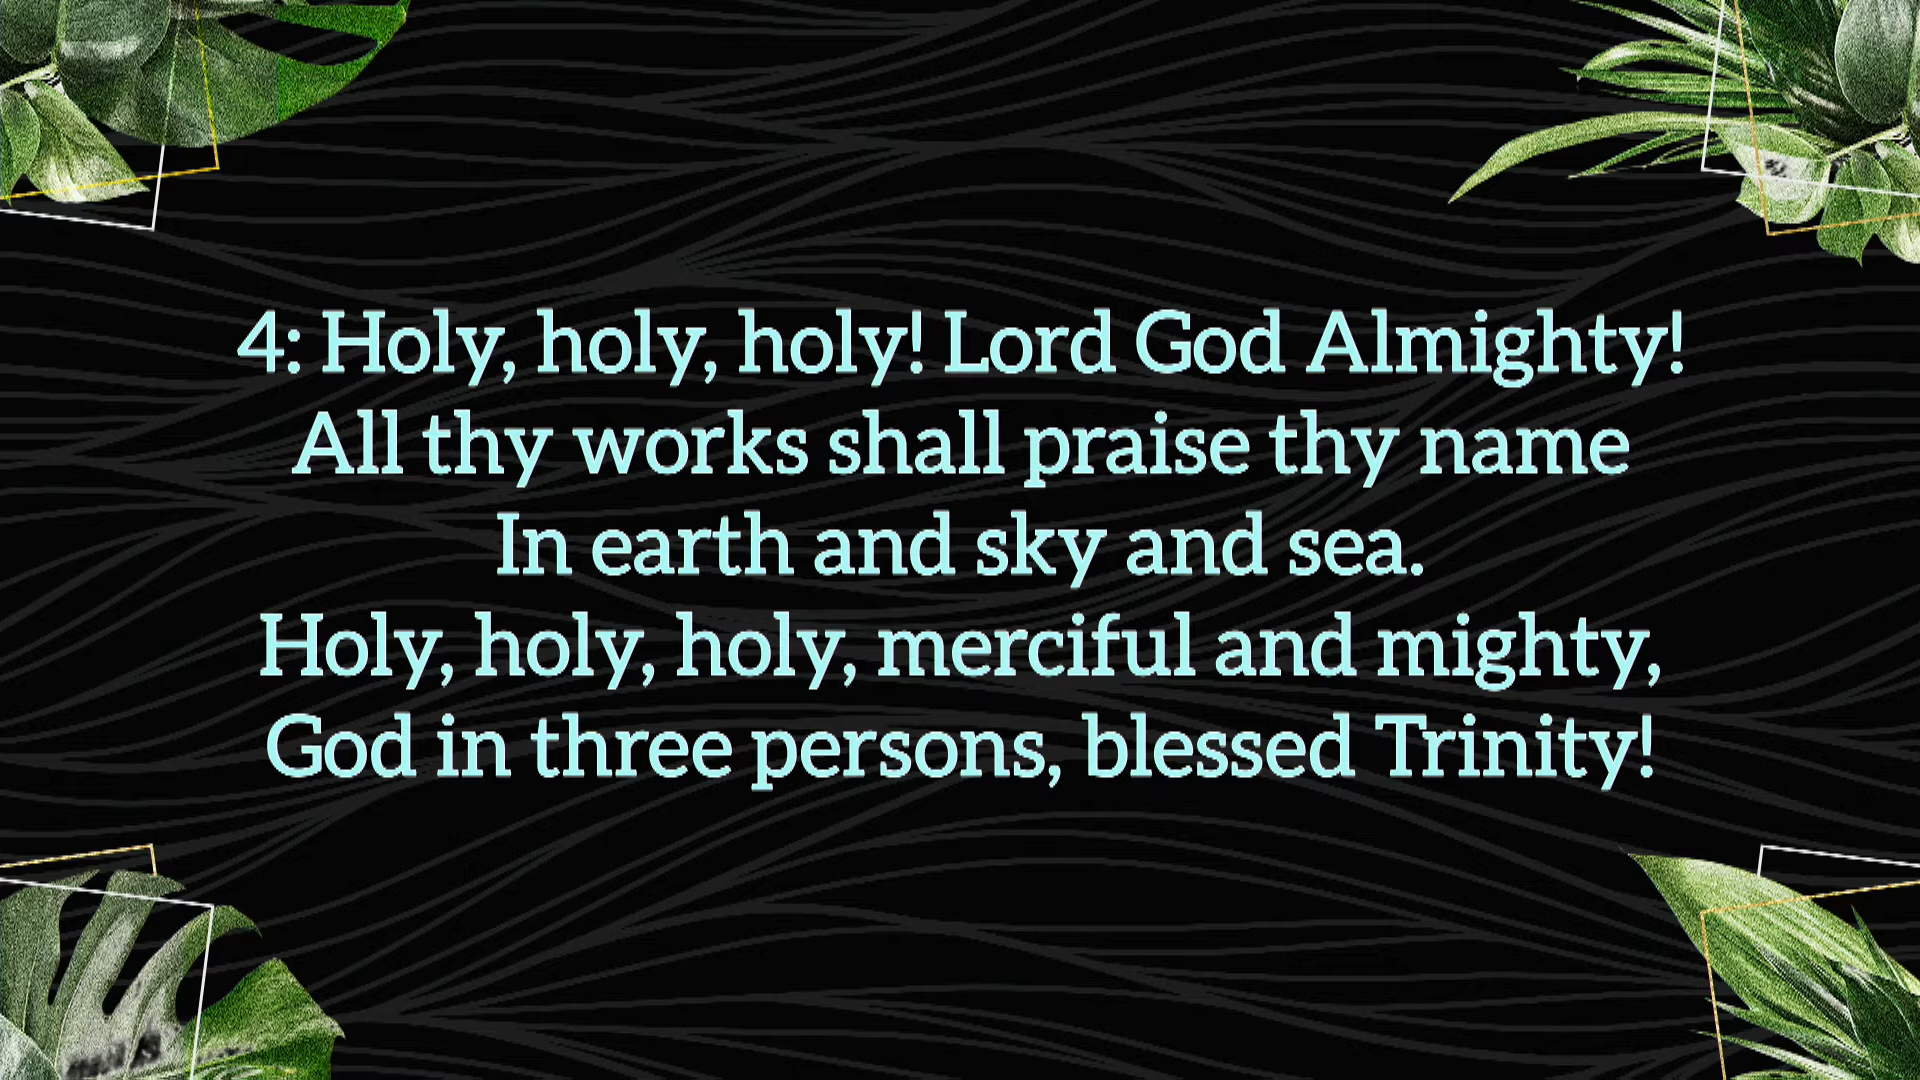 4: Holy, holy, holy! Lord God Almighty!
All thy works shall praise thy name
In earth and sky and sea.
Holy, holy, holy, merciful and mighty,
God in three persons, blessed Trinity!